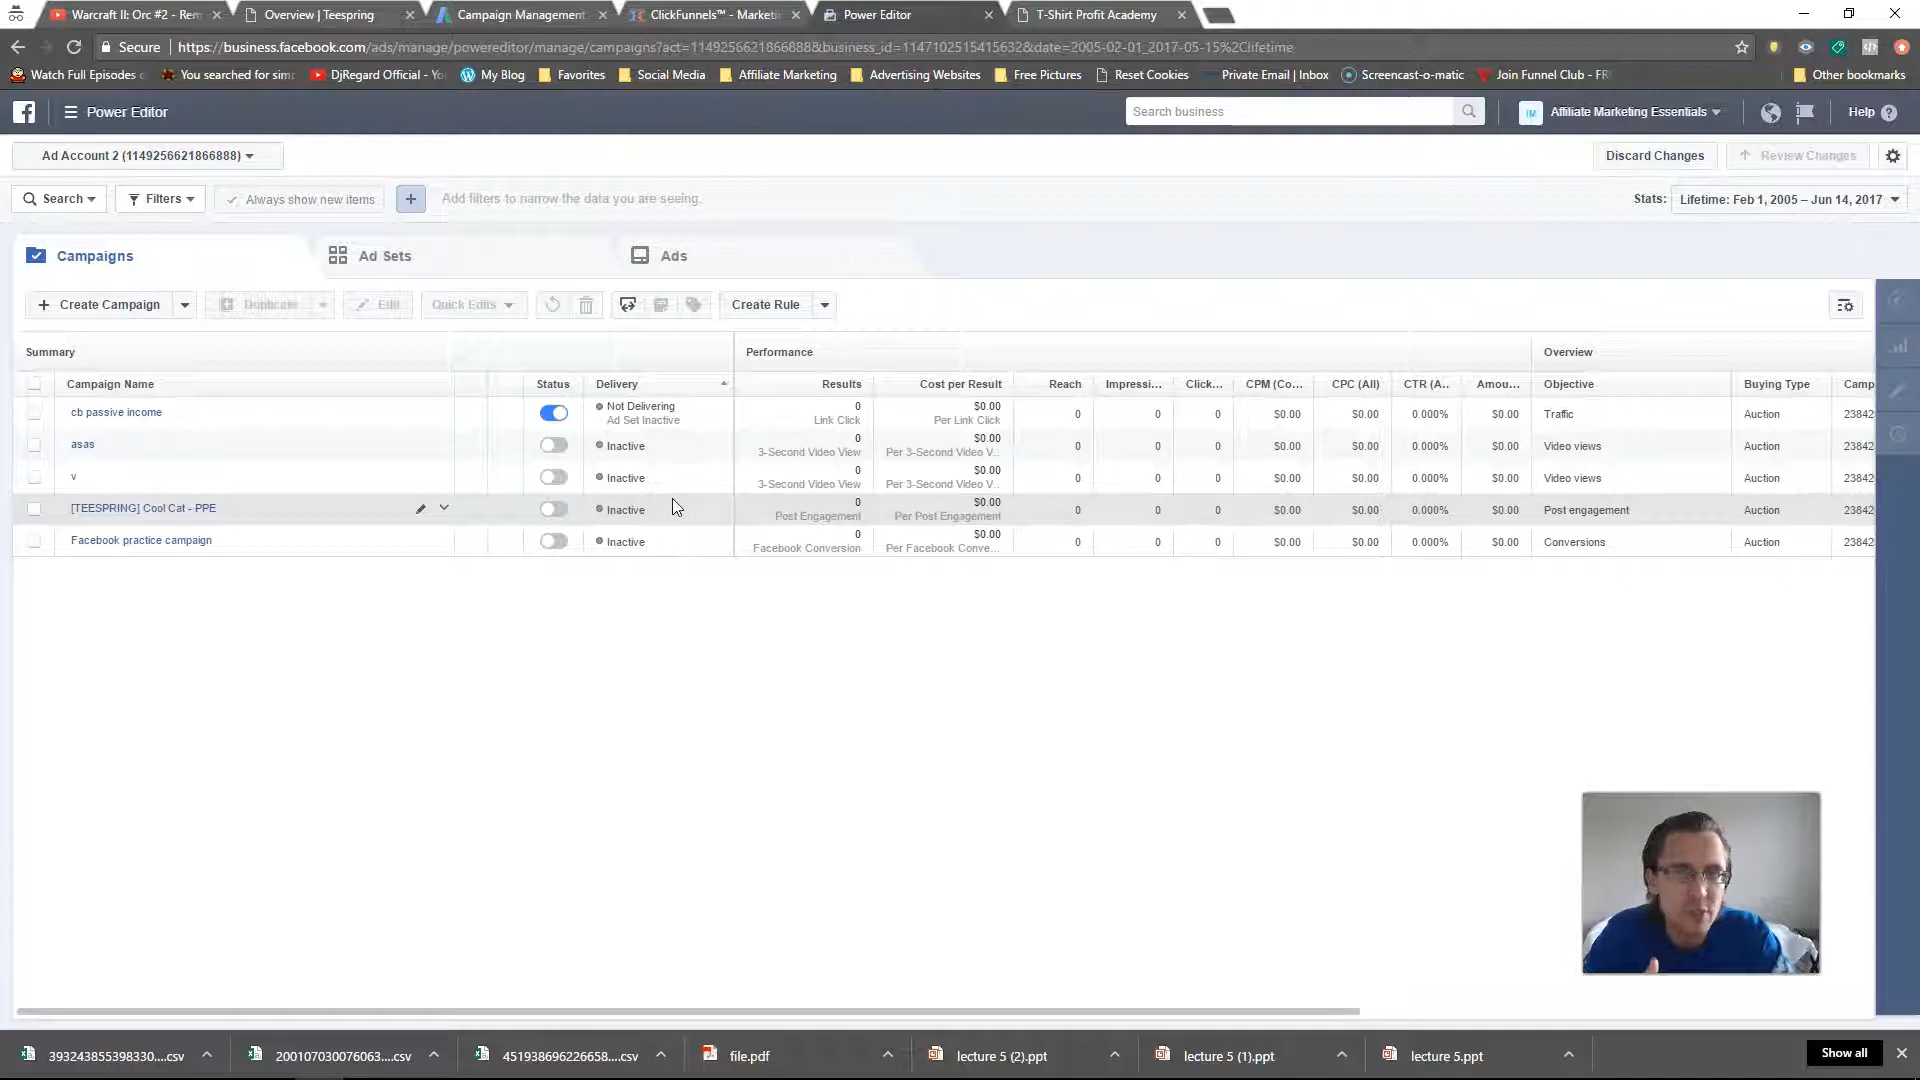 Warcraft II: Orc #2 - Rem
Overview | Teespring
Campaign Management
ClickFunnels™ - Marketi
Power Editor
T-Shirt Profit Academy
Secure
https://business.facebook.com/ads/manage/powereditor/manage/campaigns?act=1149256621866888&business_id=1147102515415632&date=2005-02-01_2017-05-15%2Clifetime
Watch Full Episodes
You searched for sim
DjRegard Official - Yo
My Blog
Favorites
Social Media
Affiliate Marketing
Advertising Websites
Free Pictures
Reset Cookies
Private Email | Inbox
Screencast-o-matic
Join Funnel Club - FR
Other bookmarks
Power Editor
Search business
IM
Affiliate Marketing Essentials
Help
Ad Account 2 (1149256621866888)
Discard Changes
Review Changes
Search
Filters
Always show new items
+
Add filters to narrow the data you are seeing.
Stats:
Lifetime: Feb 1, 2005 – Jun 14, 2017
Campaigns
Ad Sets
Ads
+ Create Campaign
Duplicate
Edit
Quick Edits
Create Rule
Summary
Performance
Overview
Campaign Name Status Delivery Results Cost per Result Reach Impressi... Click... CPM (Co... CPC (All) CTR (A.. Amou... Objective Buying Type Camp
cb passive income Not Delivering 0 $0.00 0 0 0 $0.00 $0.00 0.000% $0.00 Traffic Auction 23842
Ad Set Inactive Link Click Per Link Click
asas Inactive 0 $0.00 0 0 0 $0.00 $0.00 0.000% $0.00 Video views Auction 23842
3-Second Video View Per 3-Second Video V...
v Inactive 0 $0.00 0 0 0 $0.00 $0.00 0.000% $0.00 Video views Auction 23842
3-Second Video View Per 3-Second Video V...
[TEESPRING] Cool Cat - PPE Inactive 0 $0.00 0 0 0 $0.00 $0.00 0.000% $0.00 Post engagement Auction 23842
Post Engagement Per Post Engagement
Facebook practice campaign Inactive 0 $0.00 0 0 0 $0.00 $0.00 0.000% $0.00 Conversions Auction 23842
Facebook Conversion Per Facebook Conve...
393243855398330....csv
200107030076063....csv
451938696226658....csv
file.pdf
lecture 5 (2).ppt
lecture 5 (1).ppt
lecture 5.ppt
Show all